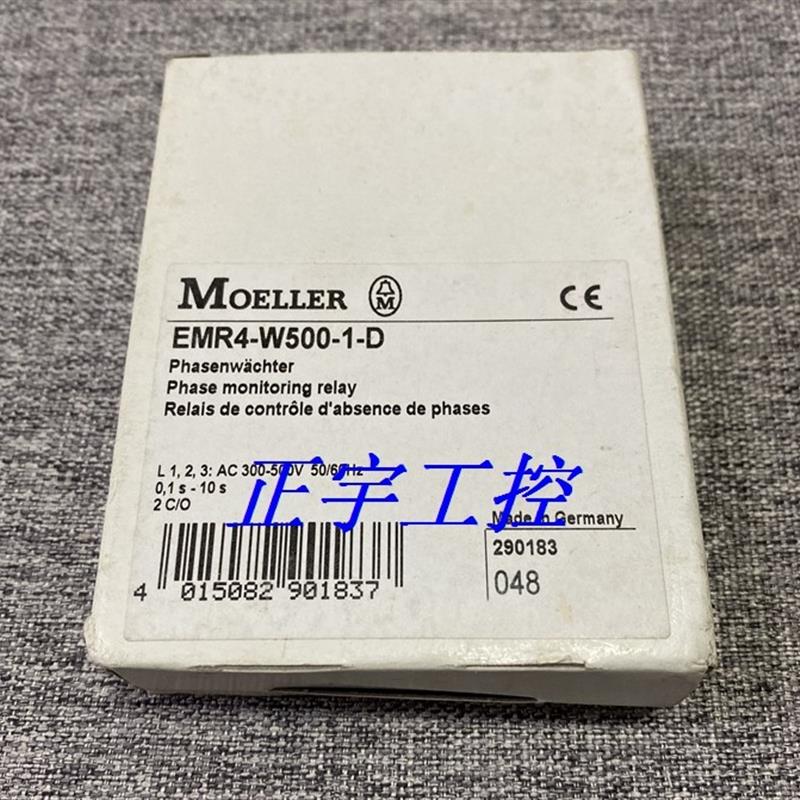 MOELLER M CE
EMR4-W500-1-D
Phasenwächter
Phase monitoring relay
Relais de contrôle d'absence de phases
L 1, 2, 3: AC 300-500V 50/60Hz
0,1 s - 10 s
2 C/O
正宇工控
Made in Germany
290183
048
4 015082 901837